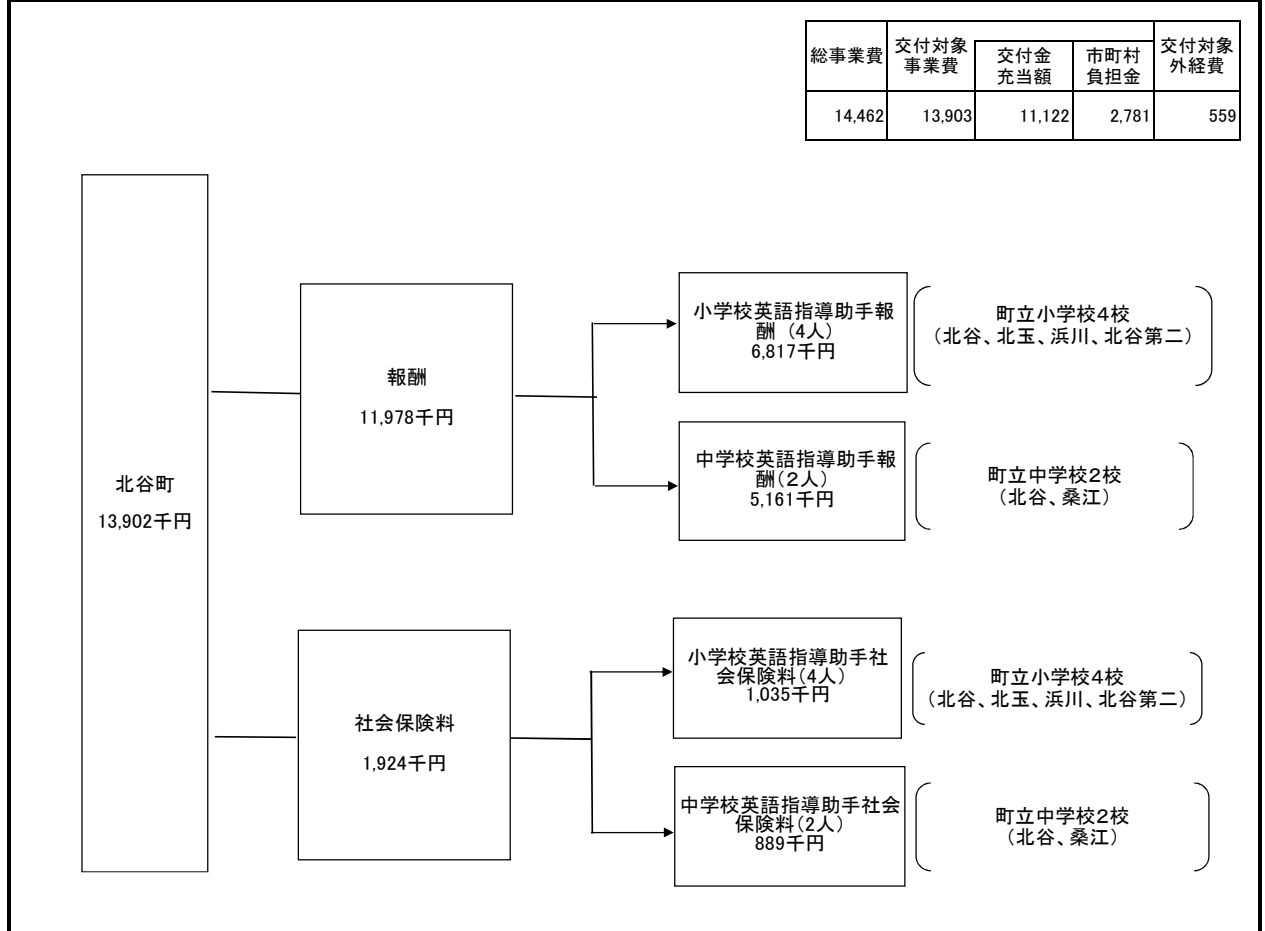 総事業費
交付対象
事業費
交付金
充当額
市町村
負担金
交付対象
外経費
14,462
13,903
11,122
2,781
559
北谷町
13,902千円
報酬
11,978千円
小学校英語指導助手報
酬 (4人)
6,817千円
町立小学校4校
(北谷、北玉、浜川、北谷第二)
中学校英語指導助手報
酬(2人)
5,161千円
町立中学校2校
(北谷、桑江)
社会保険料
1,924千円
小学校英語指導助手社
会保険料(4人)
1,035千円
町立小学校4校
(北谷、北玉、浜川、北谷第二)
中学校英語指導助手社会
保険料(2人)
889千円
町立中学校2校
(北谷、桑江)